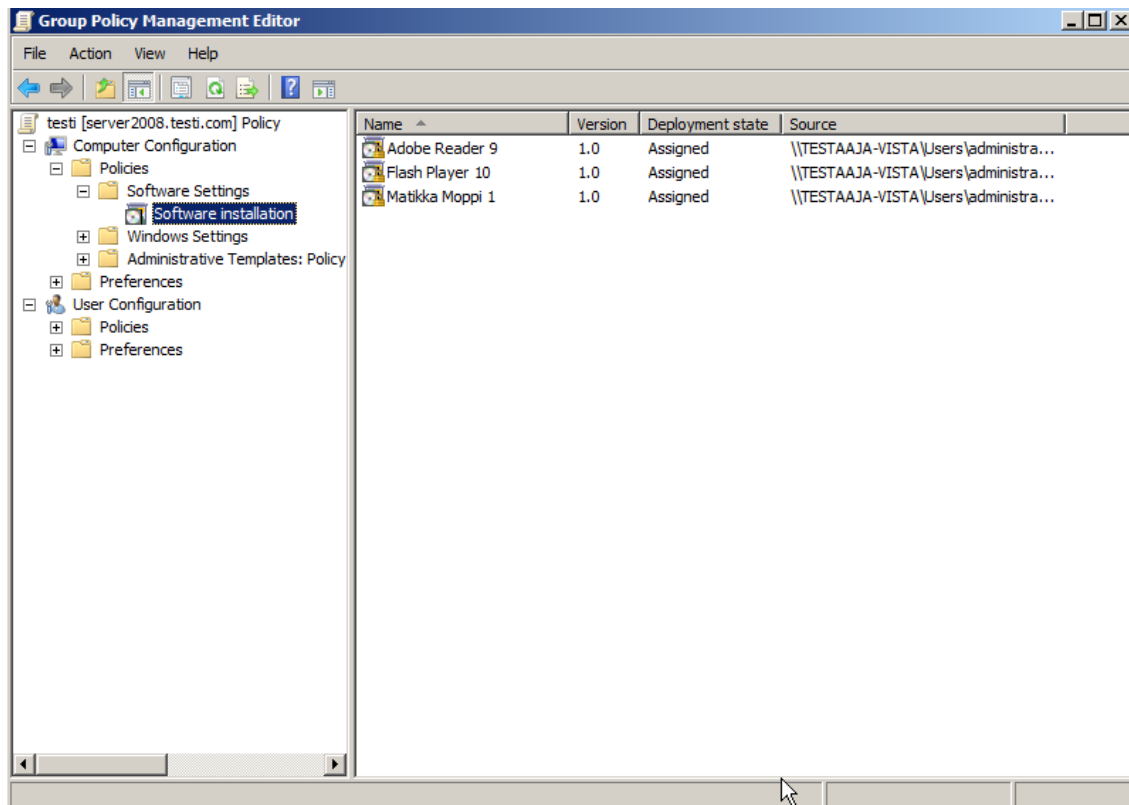 Group Policy Management Editor
File Action View Help
testi [server2008.testi.com] Policy
Computer Configuration
Policies
Software Settings
Software installation
Windows Settings
Administrative Templates: Policy
Preferences
User Configuration
Policies
Preferences
Name Version Deployment state Source
Adobe Reader 9 1.0 Assigned \\TESTAAJA-VISTA\Users\administra...
Flash Player 10 1.0 Assigned \\TESTAAJA-VISTA\Users\administra...
Matikka Moppi 1 1.0 Assigned \\TESTAAJA-VISTA\Users\administra...